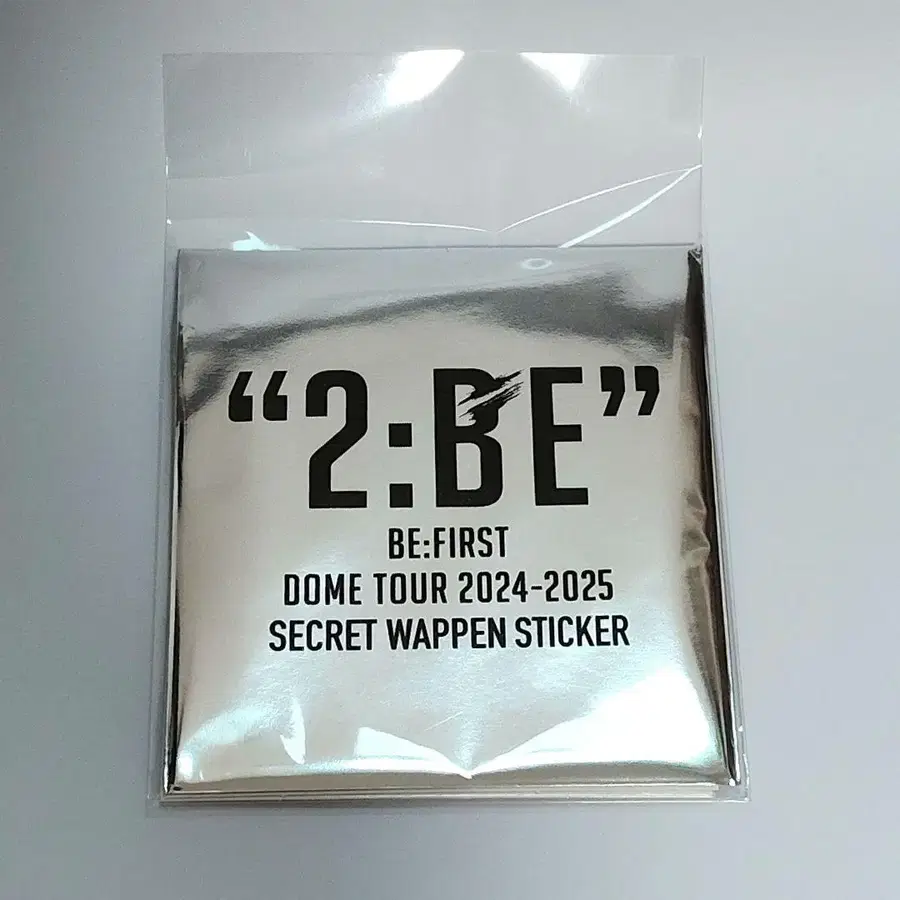 “2:BE”
BE:FIRST
DOME TOUR 2024-2025
SECRET WAPPEN STICKER